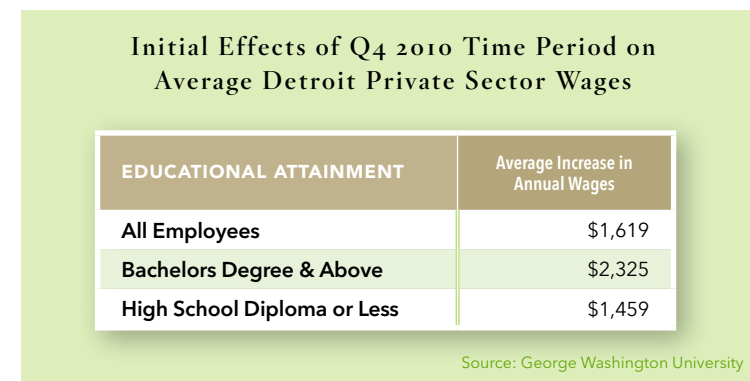 Initial Effects of Q4 2010 Time Period on
Average Detroit Private Sector Wages
EDUCATIONAL ATTAINMENT
Average Increase in
Annual Wages
All Employees $1,619
Bachelors Degree & Above $2,325
High School Diploma or Less $1,459
Source: George Washington University